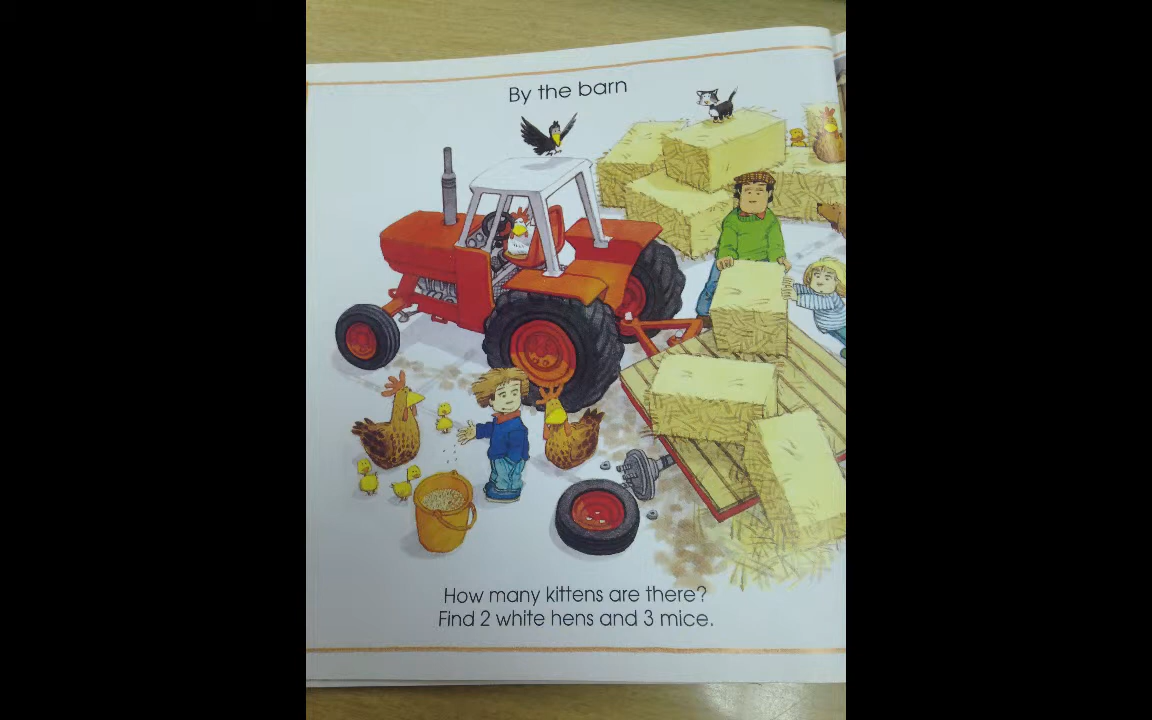 By the barn
How many kittens are there?
Find 2 white hens and 3 mice.